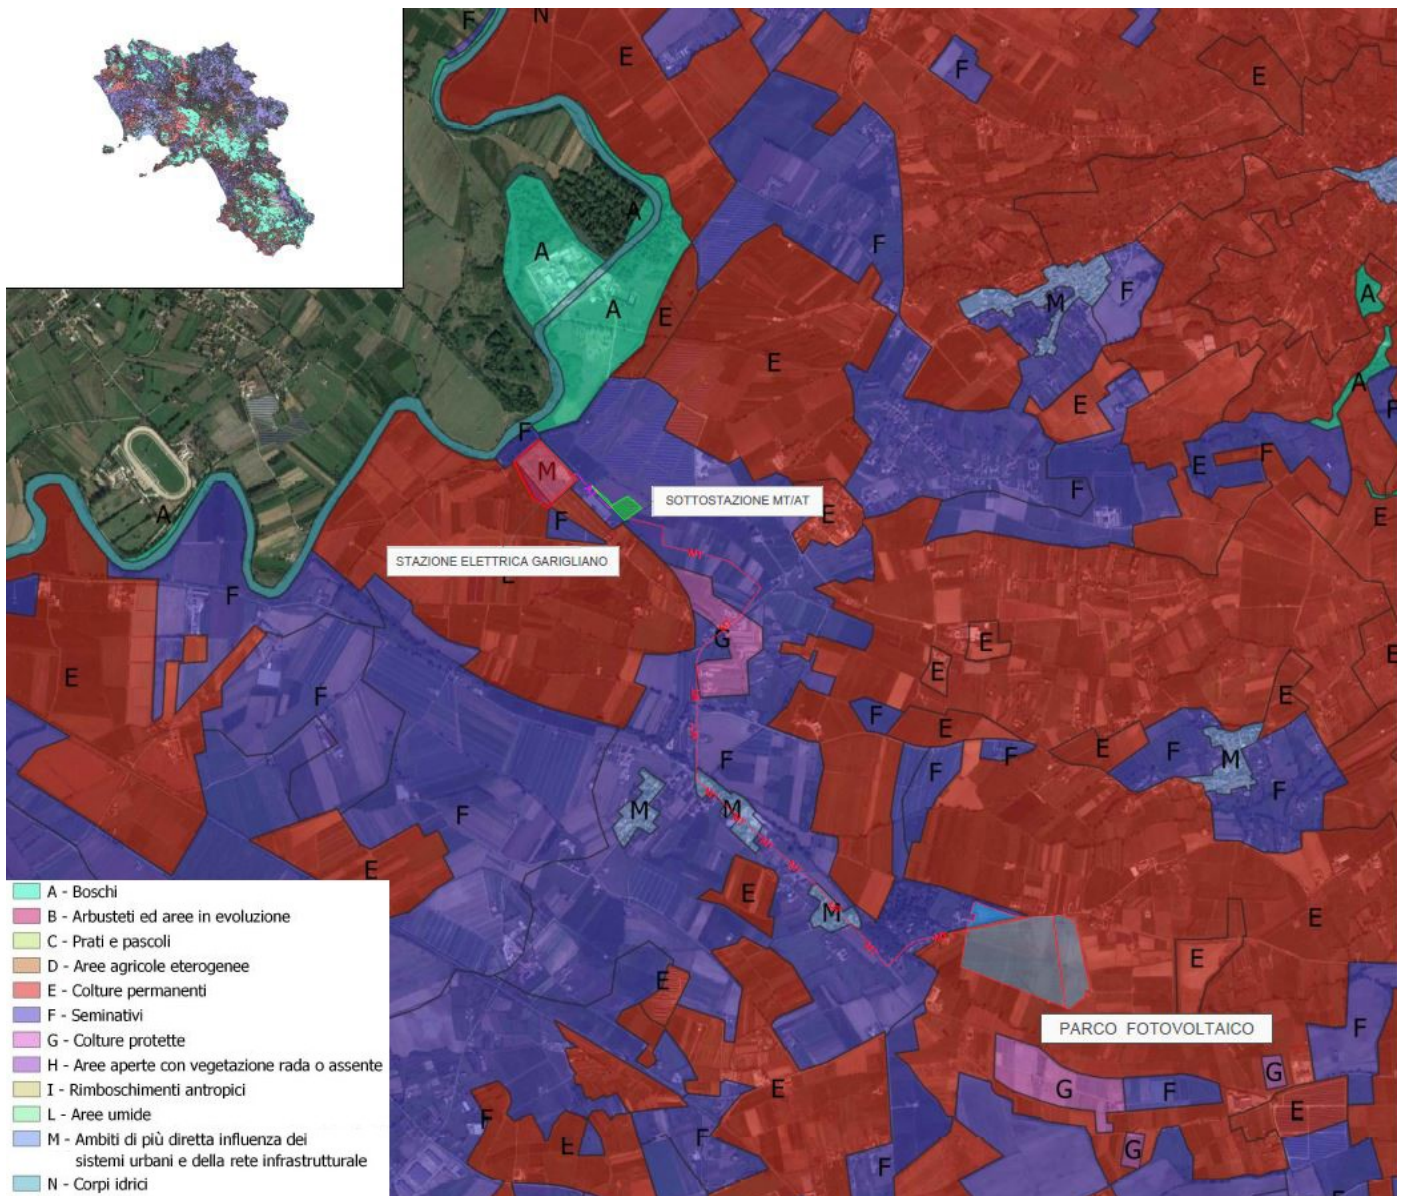 F
N
E
F
E
A
A
F
A
E
M
F
A
E
E
A
F
F
M
E
F
F
A
SOTTOSTAZIONE MT/AT
F
E
E
STAZIONE ELETTRICA GARIGLIANO
E
F
G
E
E
E
E
F
E
F
E
F
E
F
F
F
E
F
M
F
F
M
M
E
E
M
E
E
E
PARCO FOTOVOLTAICO
F
G
F
G
E
E
F
E
F
G
F
A - Boschi
B - Arbusteti ed aree in evoluzione
C - Prati e pascoli
D - Aree agricole eterogenee
E - Colture permanenti
F - Seminativi
G - Colture protette
H - Aree aperte con vegetazione rada o assente
I - Rimboschimenti antropici
L - Aree umide
M - Ambiti di più diretta influenza dei
sistemi urbani e della rete infrastrutturale
N - Corpi idrici